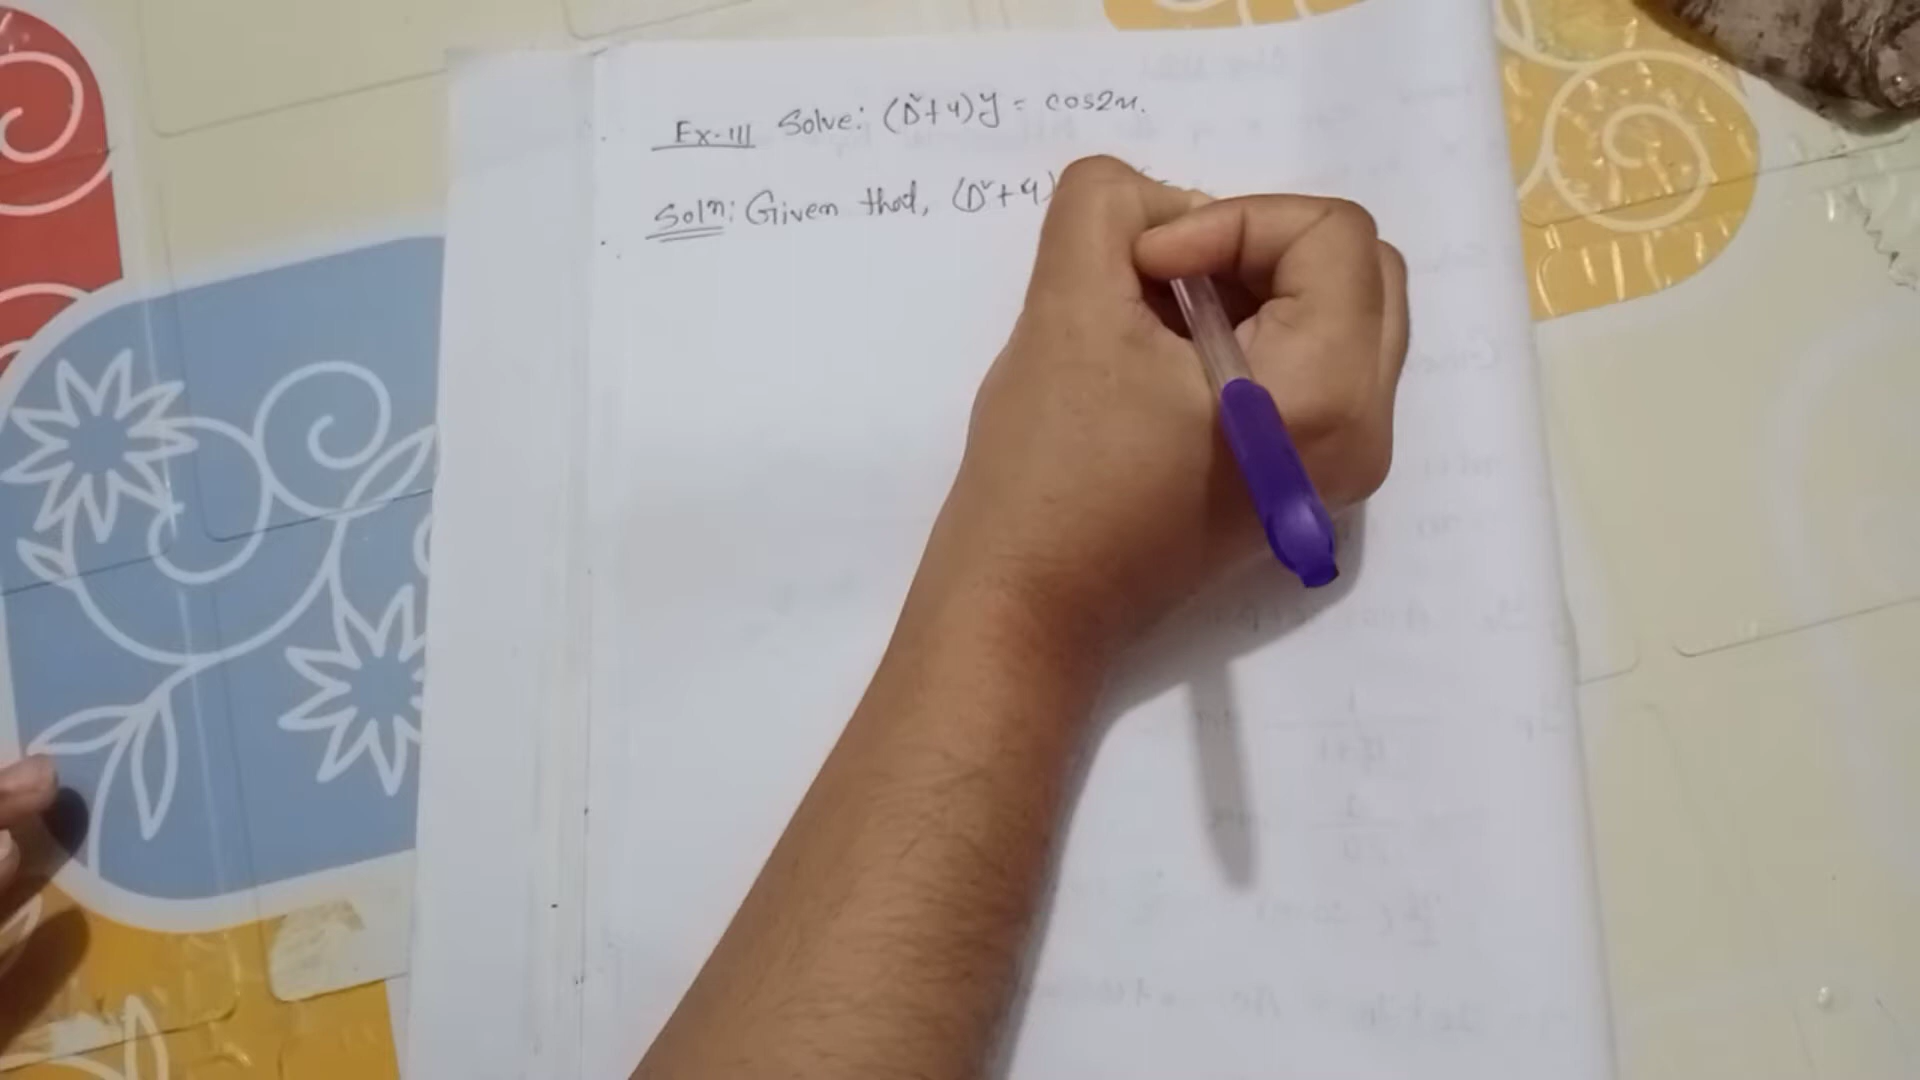 Ex-111 Solve: (D²+4)y = cos2x.
Solⁿ: Given that, (D²+4)